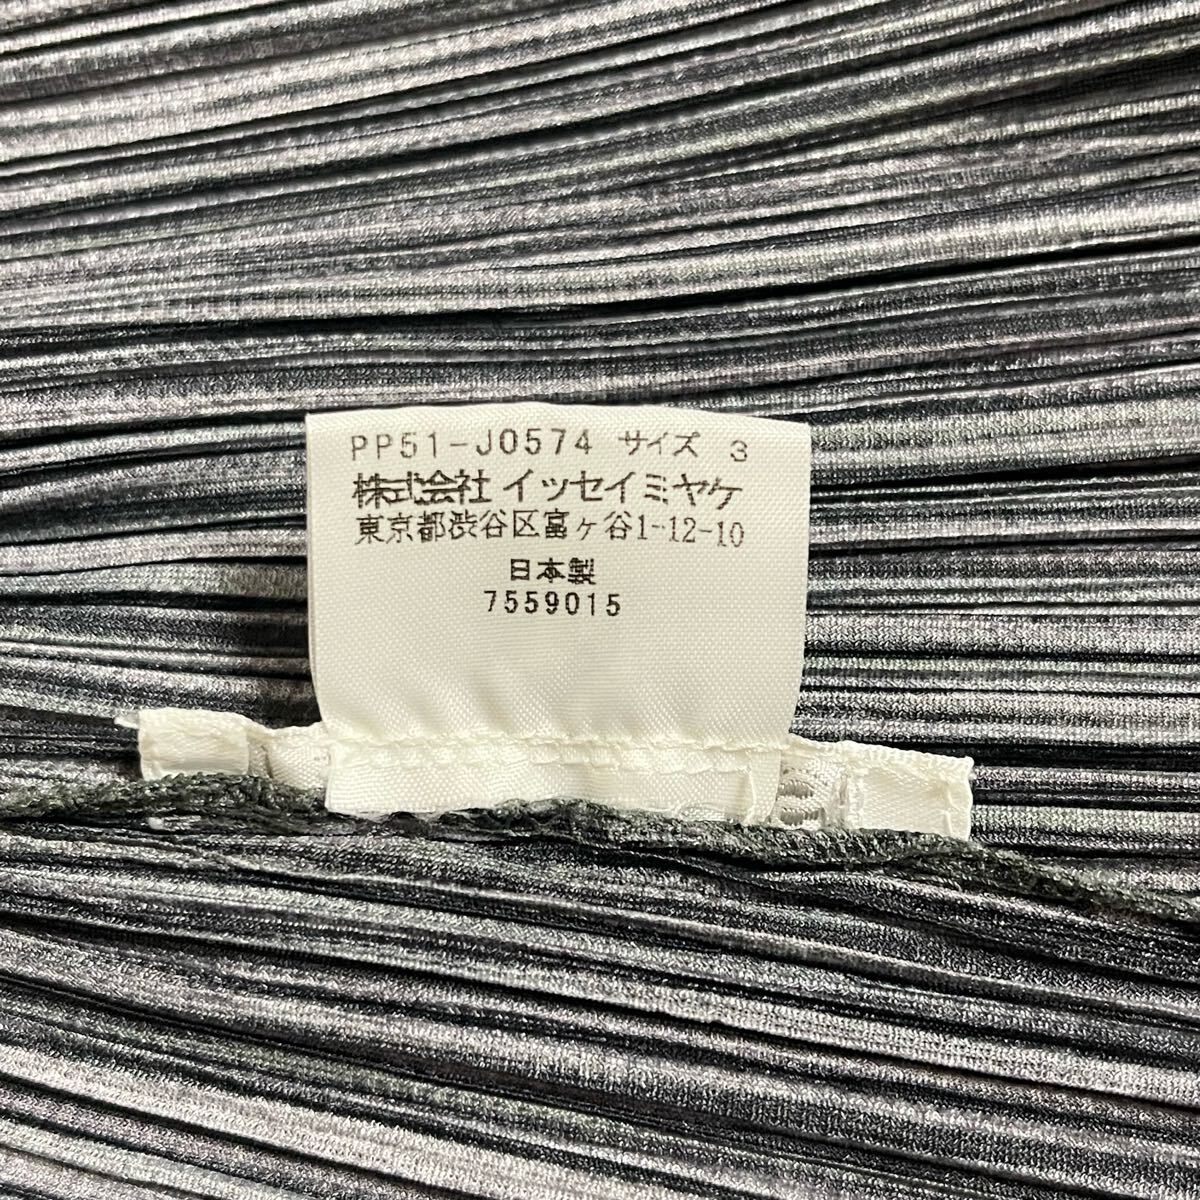 PP51-J0574 サイズ 3
株式会社 イッセイミヤケ
東京都渋谷区富ヶ谷1-12-10
日本製
7559015